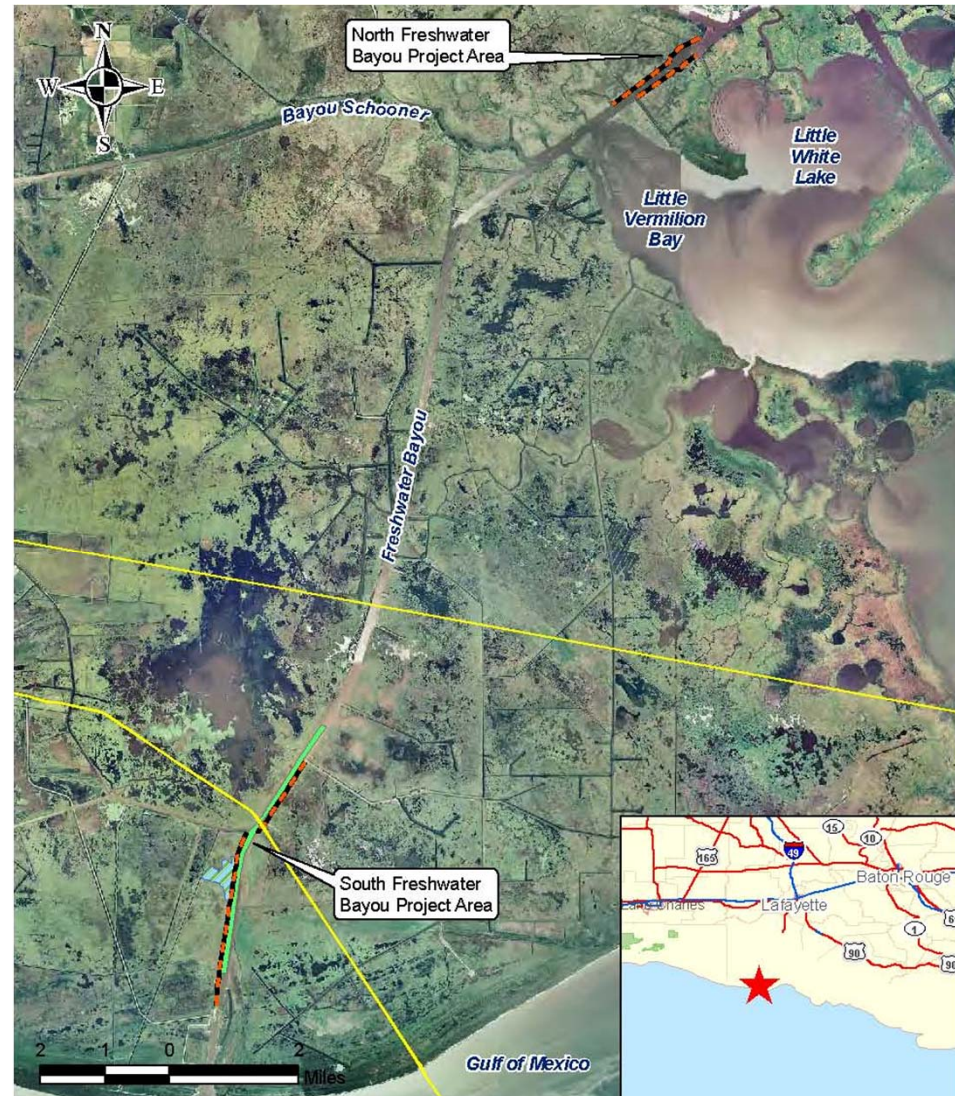 North Freshwater
Bayou Project Area
N
W
E
S
Bayou Schooner
Little
White
Lake
Little
Vermilion
Bay
Freshwater Bayou
South Freshwater
Bayou Project Area
15
10
165
49
Baton Rouge
Lafayette
1
90
90
2 1 0 2
Miles
Gulf of Mexico